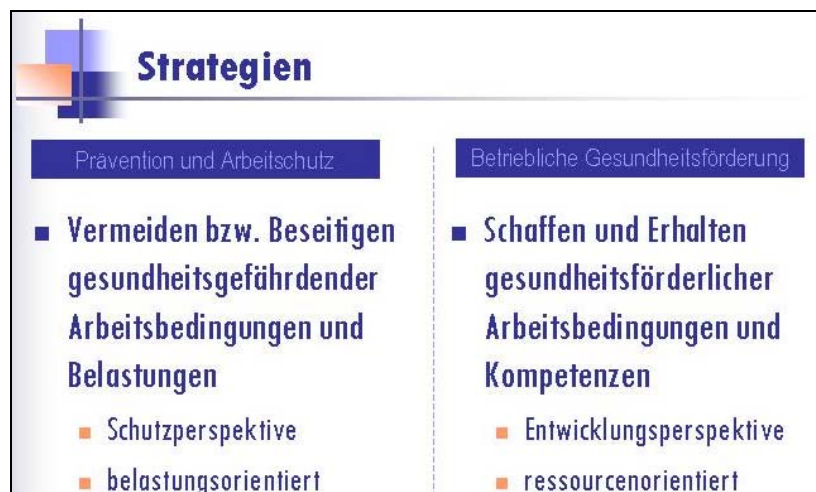 Strategien
Prävention und Arbeitschutz
Vermeiden bzw. Beseitigen
gesundheitsgefährdender
Arbeitsbedingungen und
Belastungen
Schutzperspektive
belastungsorientiert
Betriebliche Gesundheitsförderung
Schaffen und Erhalten
gesundheitsförderlicher
Arbeitsbedingungen und
Kompetenzen
Entwicklungsperspektive
ressourcenorientiert